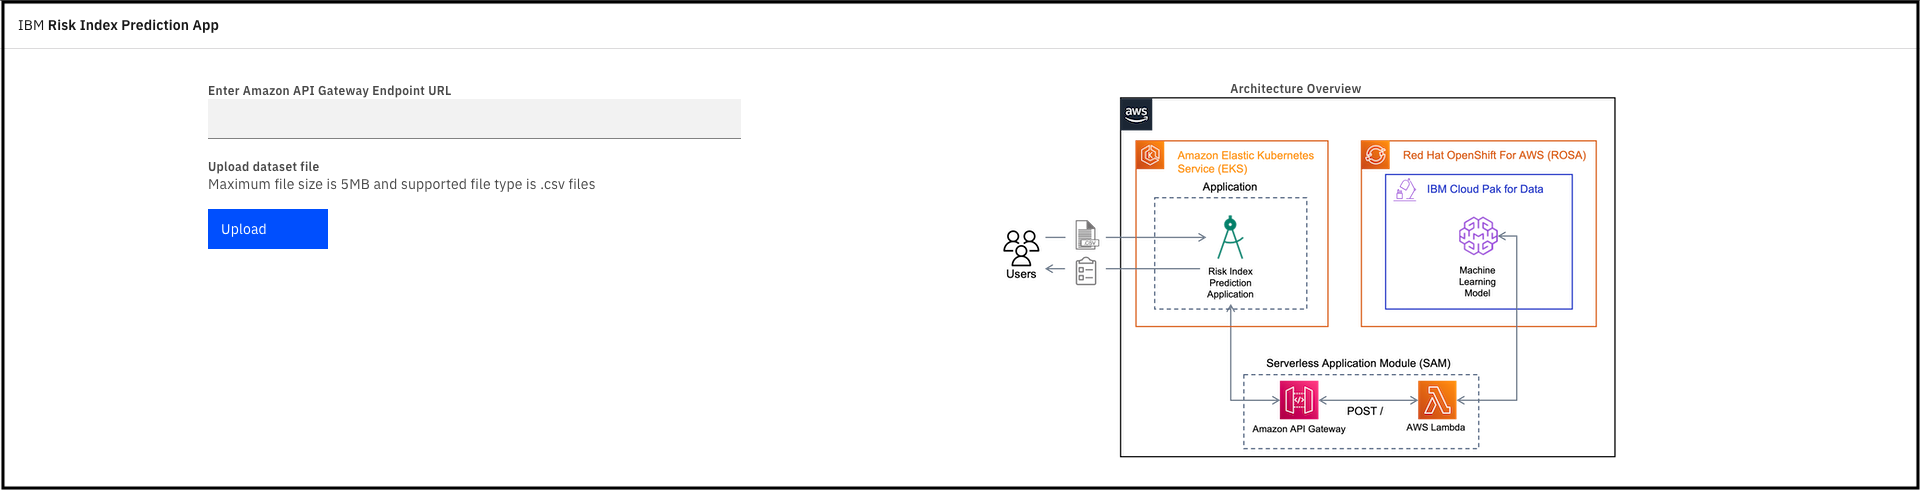 IBM Risk Index Prediction App
Enter Amazon API Gateway Endpoint URL
Upload dataset file
Maximum file size is 5MB and supported file type is .csv files
Upload
Architecture Overview
aws
Amazon Elastic Kubernetes
Service (EKS)
Application
Risk Index
Prediction
Application
Users
.CSV
Red Hat OpenShift For AWS (ROSA)
IBM Cloud Pak for Data
Machine
Learning
Model
Serverless Application Module (SAM)
POST /
Amazon API Gateway
AWS Lambda